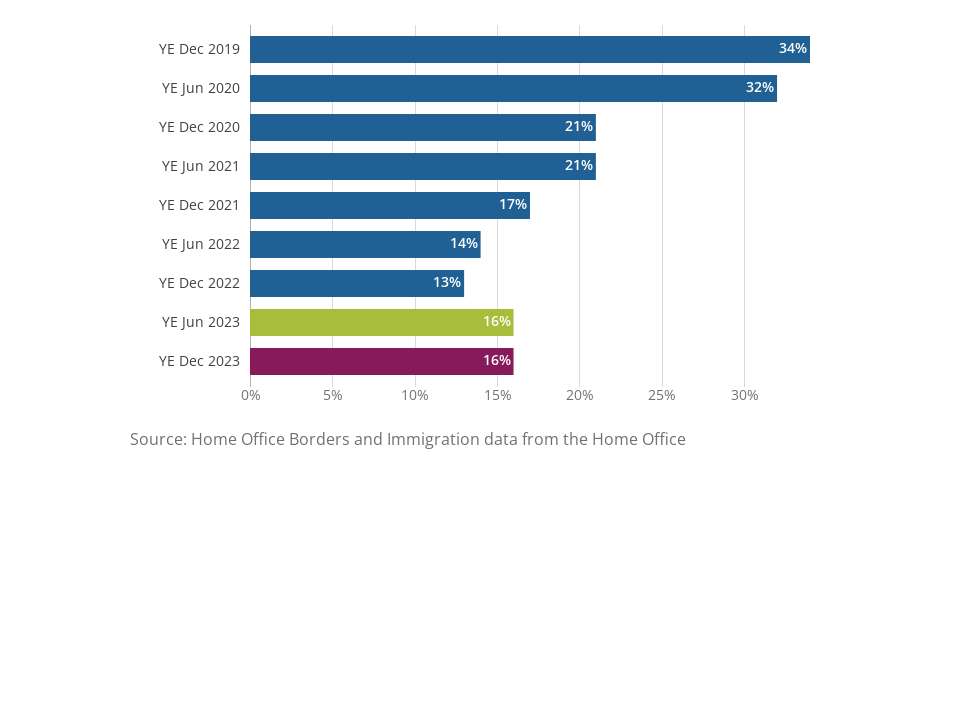 YE Dec 2019 34%
YE Jun 2020 32%
YE Dec 2020 21%
YE Jun 2021 21%
YE Dec 2021 17%
YE Jun 2022 14%
YE Dec 2022 13%
YE Jun 2023 16%
YE Dec 2023 16%
0% 5% 10% 15% 20% 25% 30%
Source: Home Office Borders and Immigration data from the Home Office